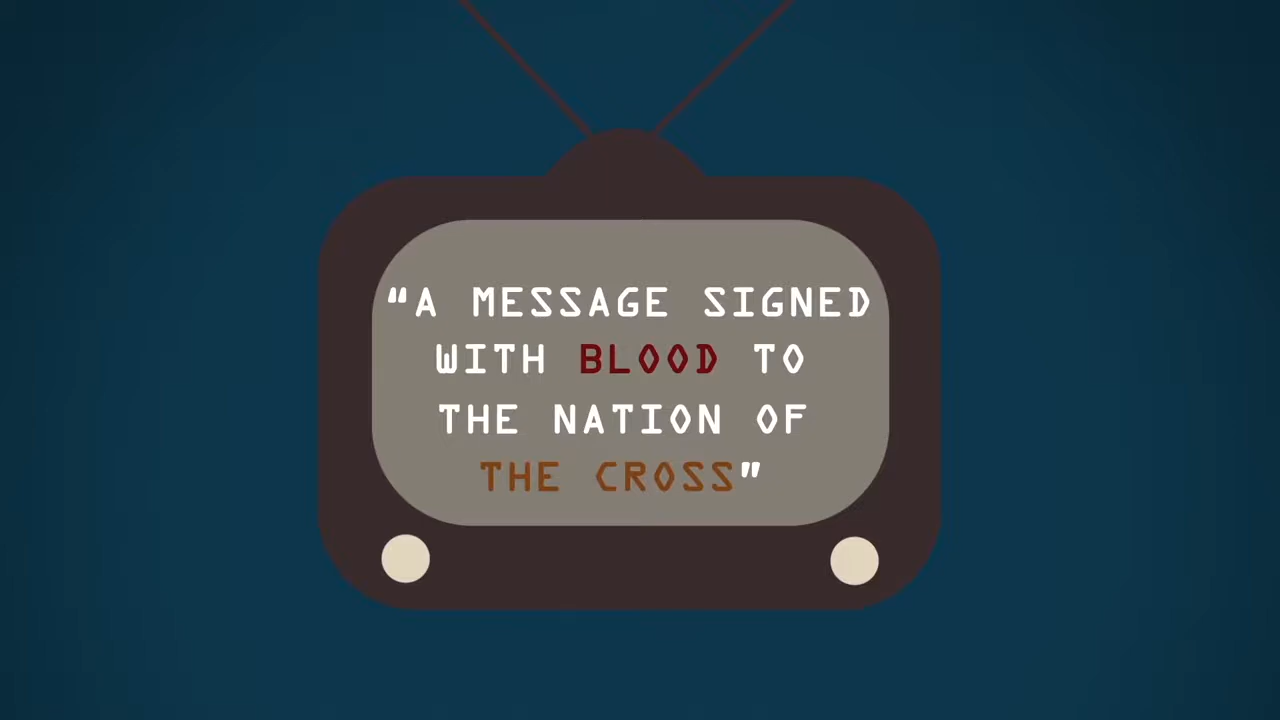 “A MESSAGE SIGNED
WITH BLOOD TO
THE NATION OF
THE CROSS"